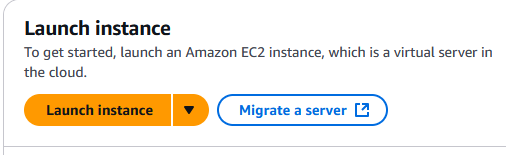 Launch instance
To get started, launch an Amazon EC2 instance, which is a virtual server in
the cloud.
Launch instance Migrate a server